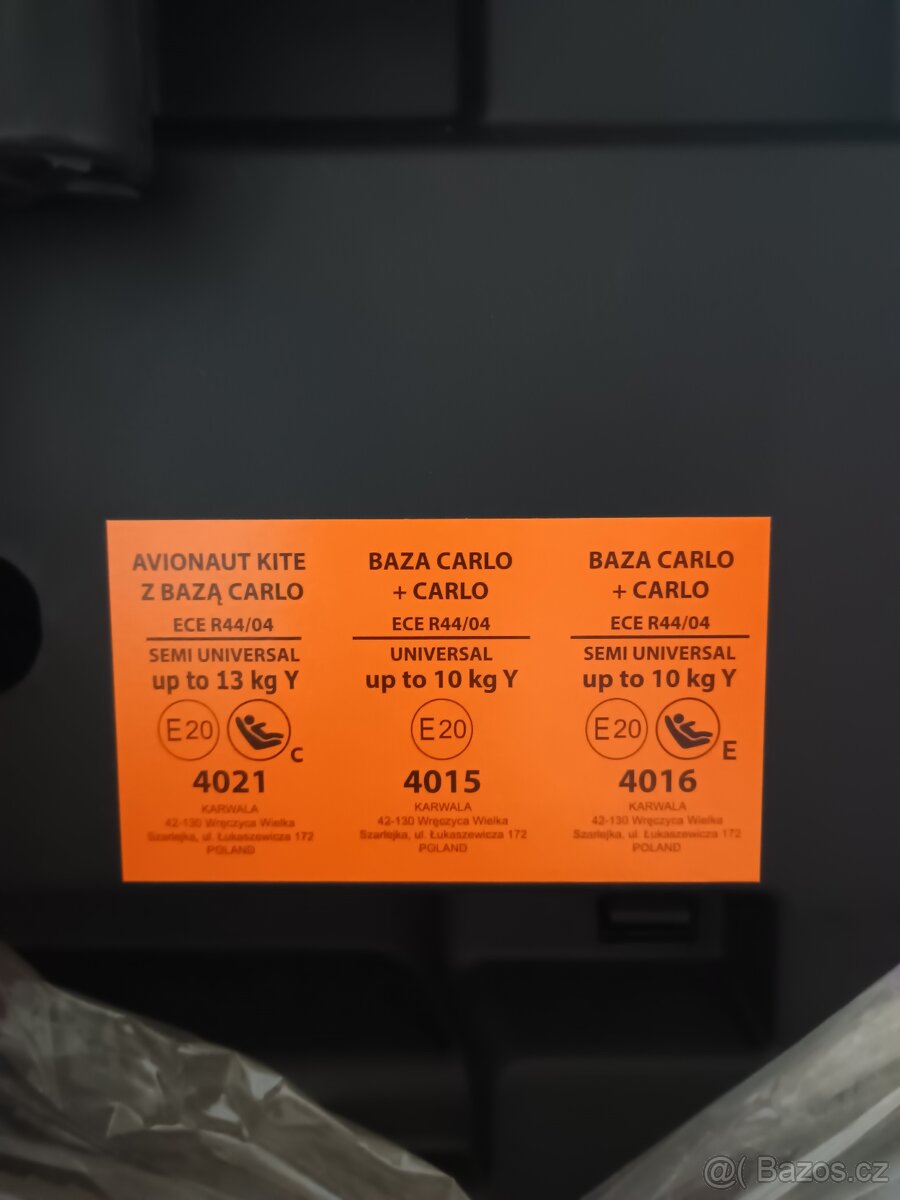 AVIONAUT KITE
Z BAZĄ CARLO
ECE R44/04
SEMI UNIVERSAL
up to 13 kg Y
E20
C
4021
KARWALA
42-130 Wręczyca Wielka
Szarlejka, ul. Łukaszewicza 172
POLAND
BAZA CARLO
+ CARLO
ECE R44/04
UNIVERSAL
up to 10 kg Y
E20
4015
KARWALA
42-130 Wręczyca Wielka
Szarlejka, ul. Łukaszewicza 172
POLAND
BAZA CARLO
+ CARLO
ECE R44/04
SEMI UNIVERSAL
up to 10 kg Y
E20
E
4016
KARWALA
42-130 Wręczyca Wielka
Szarlejka, ul. Łukaszewicza 172
POLAND
@( Bazos.cz